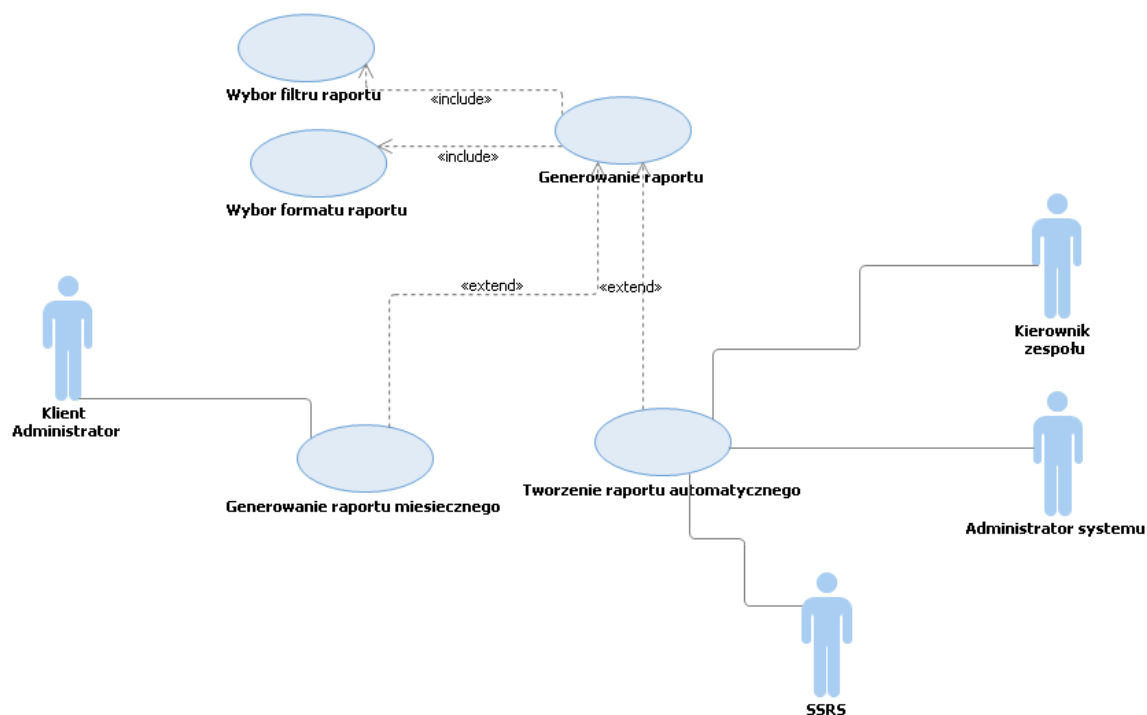 Wybor filtru raportu
«include»
«include»
Generowanie raportu
Wybor formatu raportu
«extend»
«extend»
Kierownik
zespołu
Klient
Administrator
Generowanie raportu miesiecznego
Tworzenie raportu automatycznego
Administrator systemu
SSRS